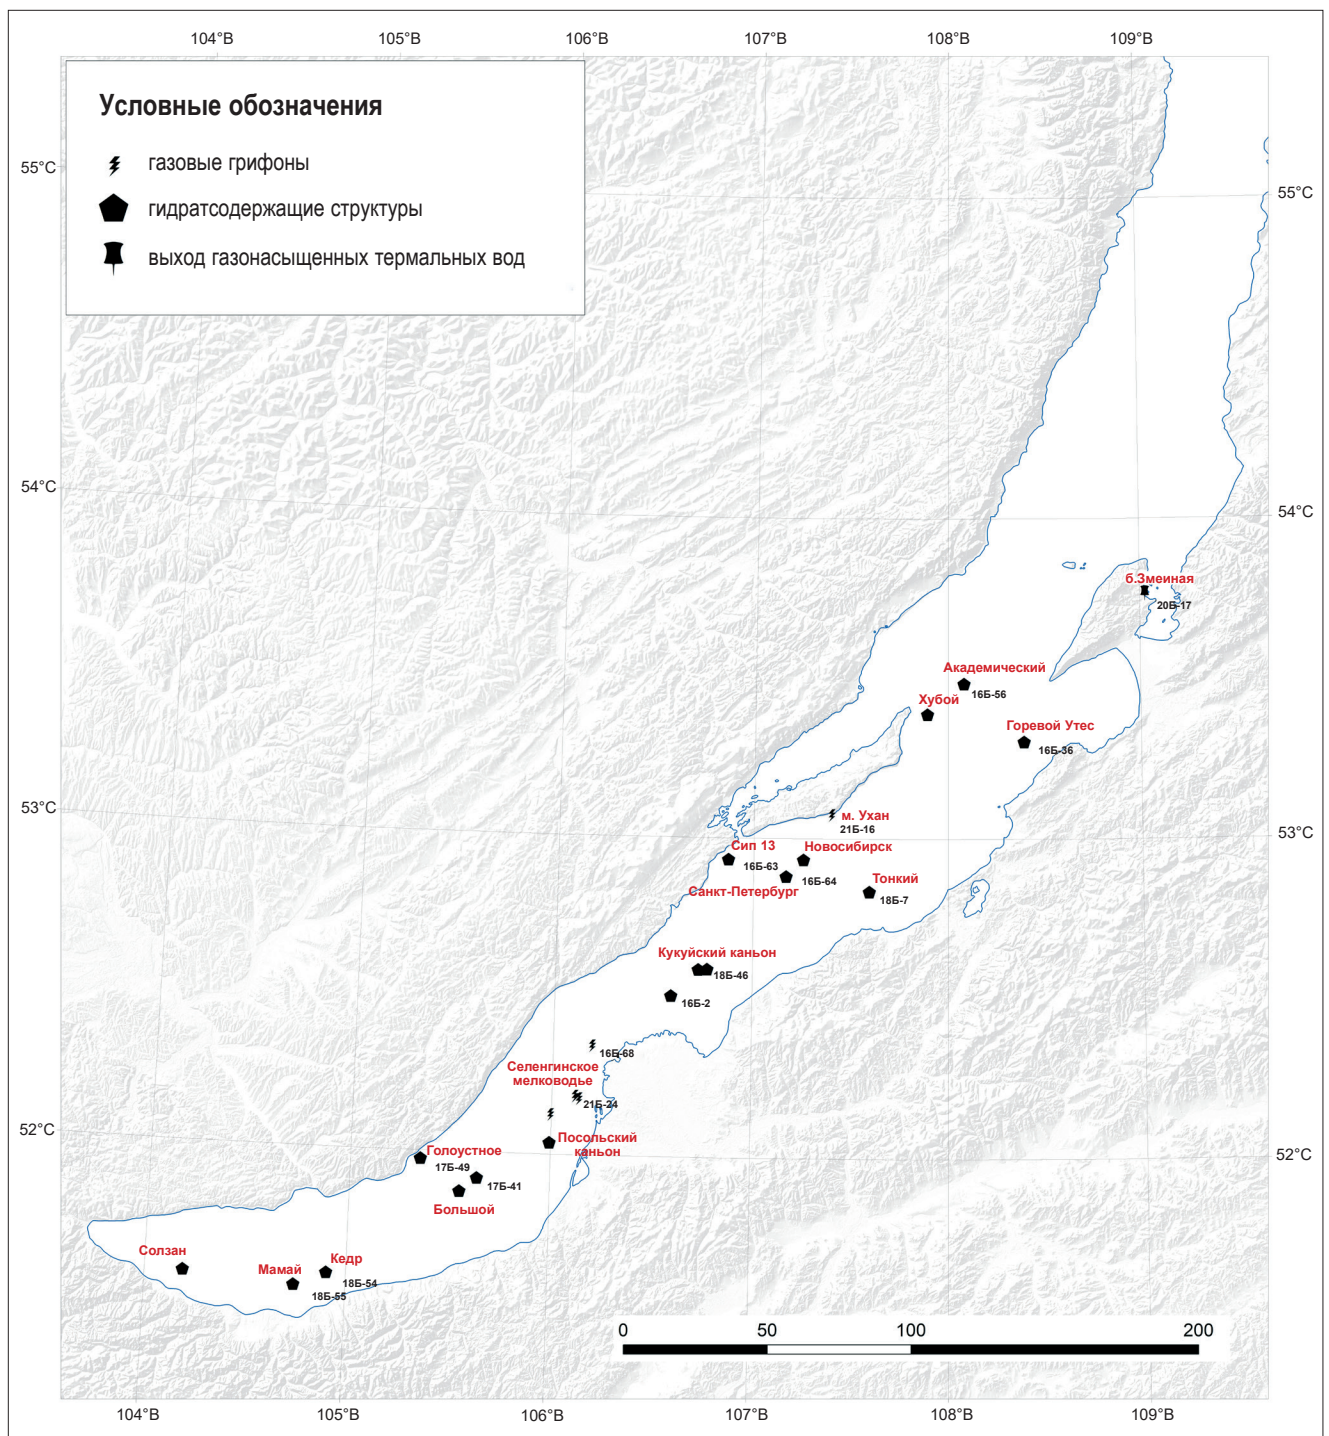 104°В 105°В 106°В 107°В 108°В 109°В
Условные обозначения
газовые грифоны
гидратсодержащие структуры
выход газонасыщенных термальных вод
55°С
55°С
54°С
54°С
б.Змеиная
20Б-17
Академический
16Б-56
Хубой
Горевой Утес
16Б-36
53°С
м. Ухан
21Б-16
53°С
Сип 13
Новосибирск
16Б-63
16Б-64
Санкт-Петербург
Тонкий
18Б-7
Кукуйский каньон
18Б-46
16Б-2
16Б-68
Селенгинское
мелководье
21Б-24
52°С
Посольский
каньон
52°С
Голоустное
17Б-49
17Б-41
Большой
Солзан
Кедр
Мамай
18Б-54
18Б-55
0 50 100 200
104°В 105°В 106°В 107°В 108°В 109°В